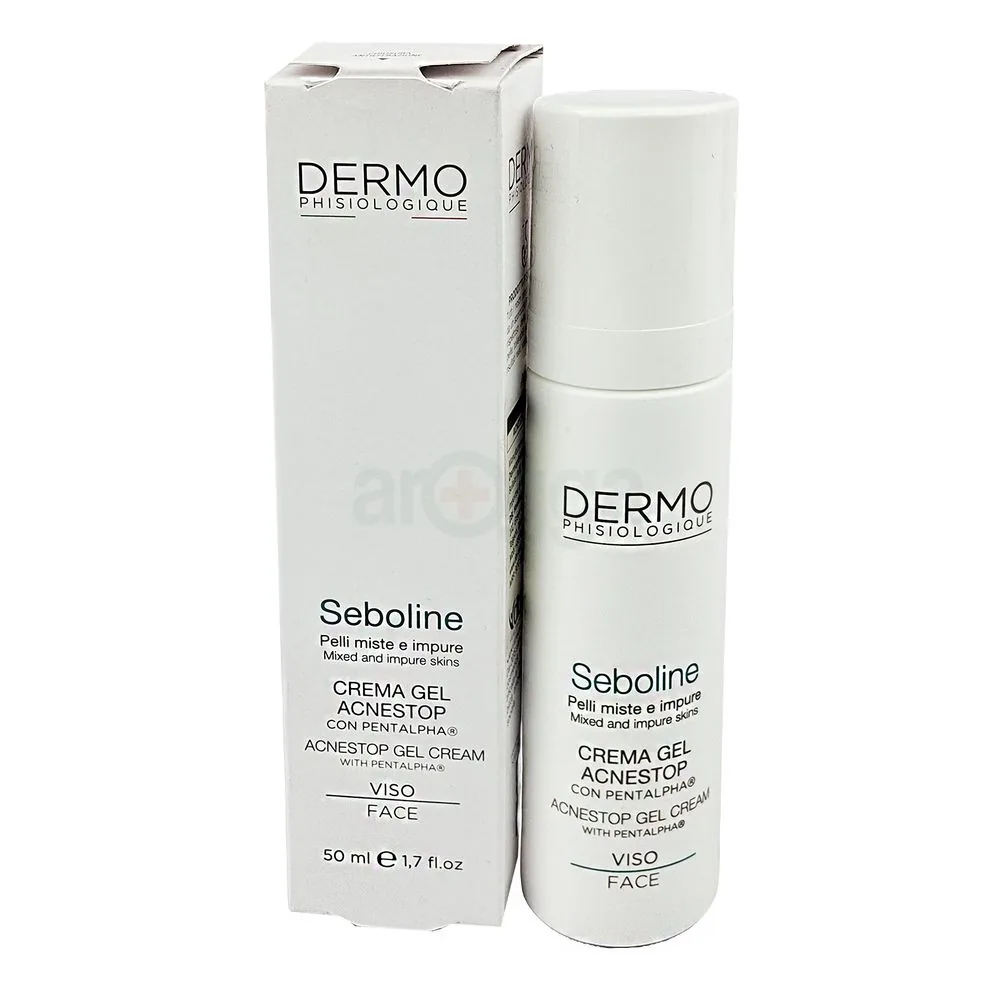 DERMO
PHISIOLOGIQUE
Seboline
Pelli miste e impure
Mixed and impure skins
CREMA GEL
ACNESTOP
CON PENTALPHA®
ACNESTOP GEL CREAM
WITH PENTALPHA®
VISO
FACE
50 ml e 1,7 fl.oz
DERMO
PHISIOLOGIQUE
Seboline
Pelli miste e impure
Mixed and impure skins
CREMA GEL
ACNESTOP
CON PENTALPHA®
ACNESTOP GEL CREAM
WITH PENTALPHA®
VISO
FACE